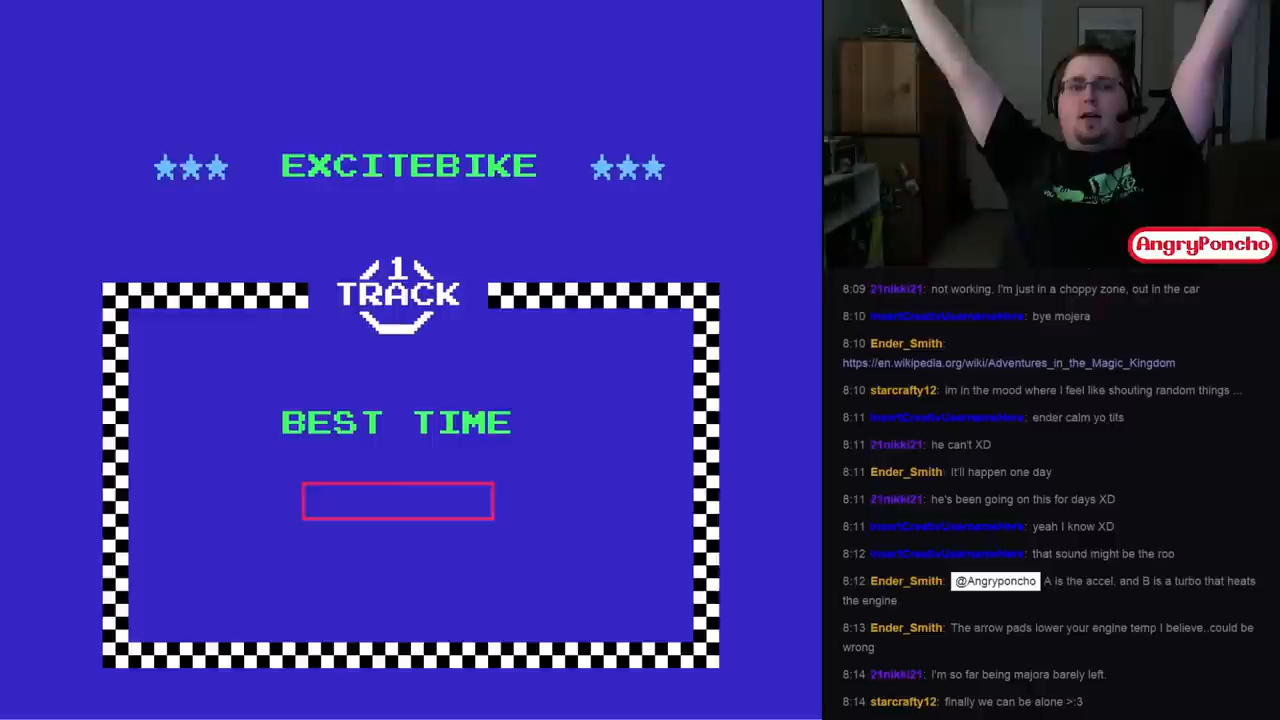 EXCITEBIKE
1
TRACK
BEST TIME
AngryPoncho
8:09 21nikki21: not working. I'm just in a choppy zone, out in the car
8:10 InsertCreativUsernameHere: bye mojera
8:10 Ender_Smith:
https://en.wikipedia.org/wiki/Adventures_in_the_Magic_Kingdom
8:10 starcrafty12: im in the mood where I feel like shouting random things ...
8:11 InsertCreativUsernameHere: ender calm yo tits
8:11 21nikki21: he can't XD
8:11 Ender_Smith: It'll happen one day
8:11 21nikki21: he's been going on this for days XD
8:11 InsertCreativUsernameHere: yeah I know XD
8:12 InsertCreativUsernameHere: that sound might be the roo
8:12 Ender_Smith: @Angryponcho A is the accel, and B is a turbo that heats
the engine
8:13 Ender_Smith: The arrow pads lower your engine temp I believe..could be
wrong
8:14 21nikki21: I'm so far being majora barely left.
8:14 starcrafty12: finally we can be alone >:3